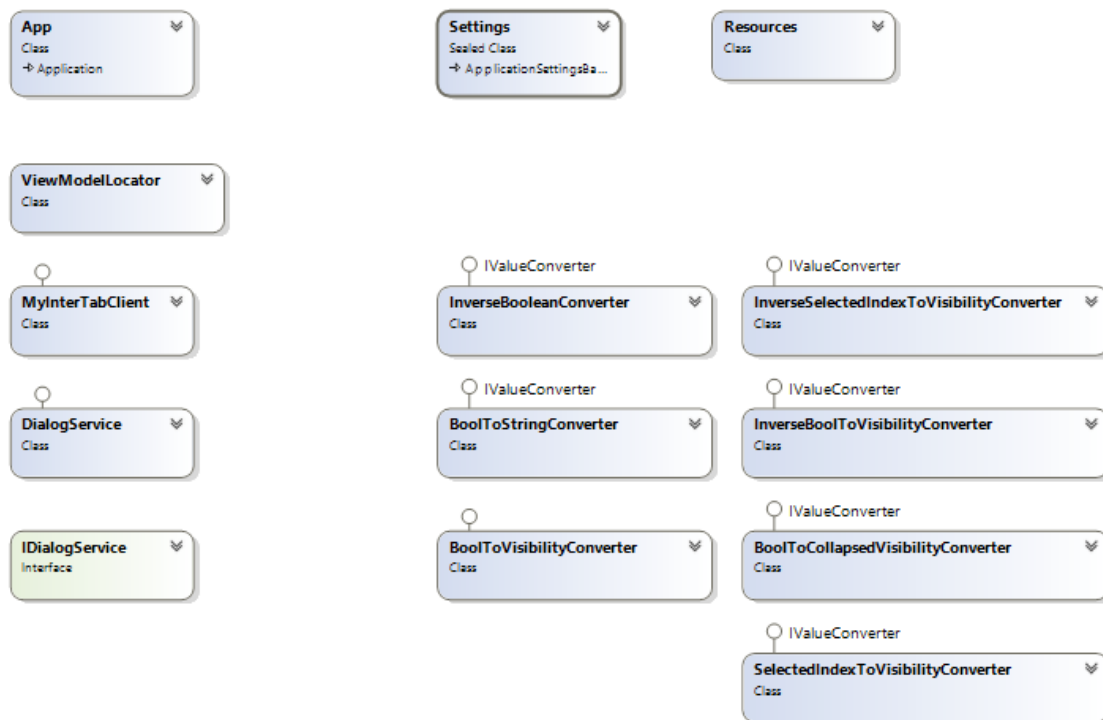 App
Class
Application
Settings
Sealed Class
ApplicationSettingsBa...
Resources
Class
ViewModelLocator
Class
MyInterTabClient
Class
IValueConverter
InverseBooleanConverter
Class
IValueConverter
InverseSelectedIndexToVisibilityConverter
Class
DialogService
Class
IValueConverter
BoolToStringConverter
Class
IValueConverter
InverseBoolToVisibilityConverter
Class
IDialogService
Interface
BoolToVisibilityConverter
Class
IValueConverter
BoolToCollapsedVisibilityConverter
Class
IValueConverter
SelectedIndexToVisibilityConverter
Class